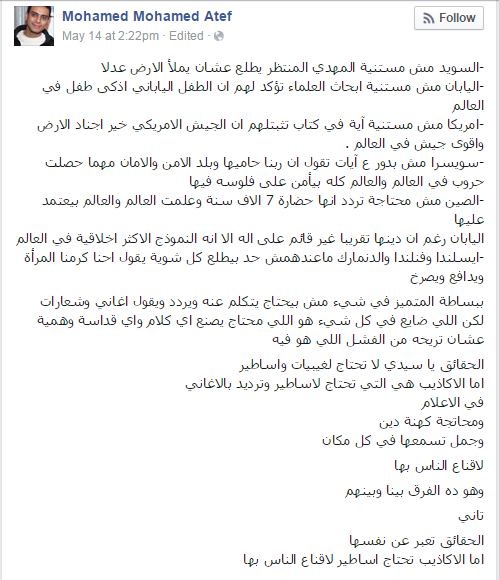 Mohamed Mohamed Atef
Follow
May 14 at 2:22pm · Edited ·
-السويد مش مستنية المهدي المنتظر يطلع عشان يملأ الارض عدلا
-اليابان مش مستنية ابحاث العلماء تؤكد لهم ان الطفل الياباني اذكى طفل في
العالم
-امريكا مش مستنية آية في كتاب تثبتلهم ان الجيش الامريكي خير اجناد الارض
واقوى جيش في العالم .
-سويسرا مش بدور ع آيات تقول ان ربنا حاميها وبلد الامن والامان مهما حصلت
حروب في العالم والعالم كله بيأمن على فلوسه فيها
-الصين مش محتاجة تردد انها حضارة 7 الاف سنة وعلمت العالم والعالم بيعتمد
عليها
اليابان رغم ان دينها تقريبا غير قائم على اله الا انه النموذج الاكثر اخلاقية في العالم
-ايسلندا وفنلندا والدنمارك ماعندهمش حد بيطلع كل شوية يقول احنا كرمنا المرأة
ويدافع ويصرخ
ببساطة المتميز في شيء مش بيحتاج يتكلم عنه ويردد ويقول اغاني وشعارات
لكن اللي ضايع في كل شيء هو اللي محتاج يصنع اي كلام واي قداسة وهمية
عشان تريحه من الفشل اللي هو فيه
الحقائق يا سيدي لا تحتاج لغيبيات واساطير
اما الاكاذيب هي التي تحتاج لاساطير وترديد بالاغاني
في الاعلام
ومحاتجة كهنة دين
وجمل تسمعها في كل مكان
لاقناع الناس بها
وهو ده الفرق بينا وبينهم
تاني
الحقائق تعبر عن نفسها
اما الاكاذيب تحتاج اساطير لاقناع الناس بها